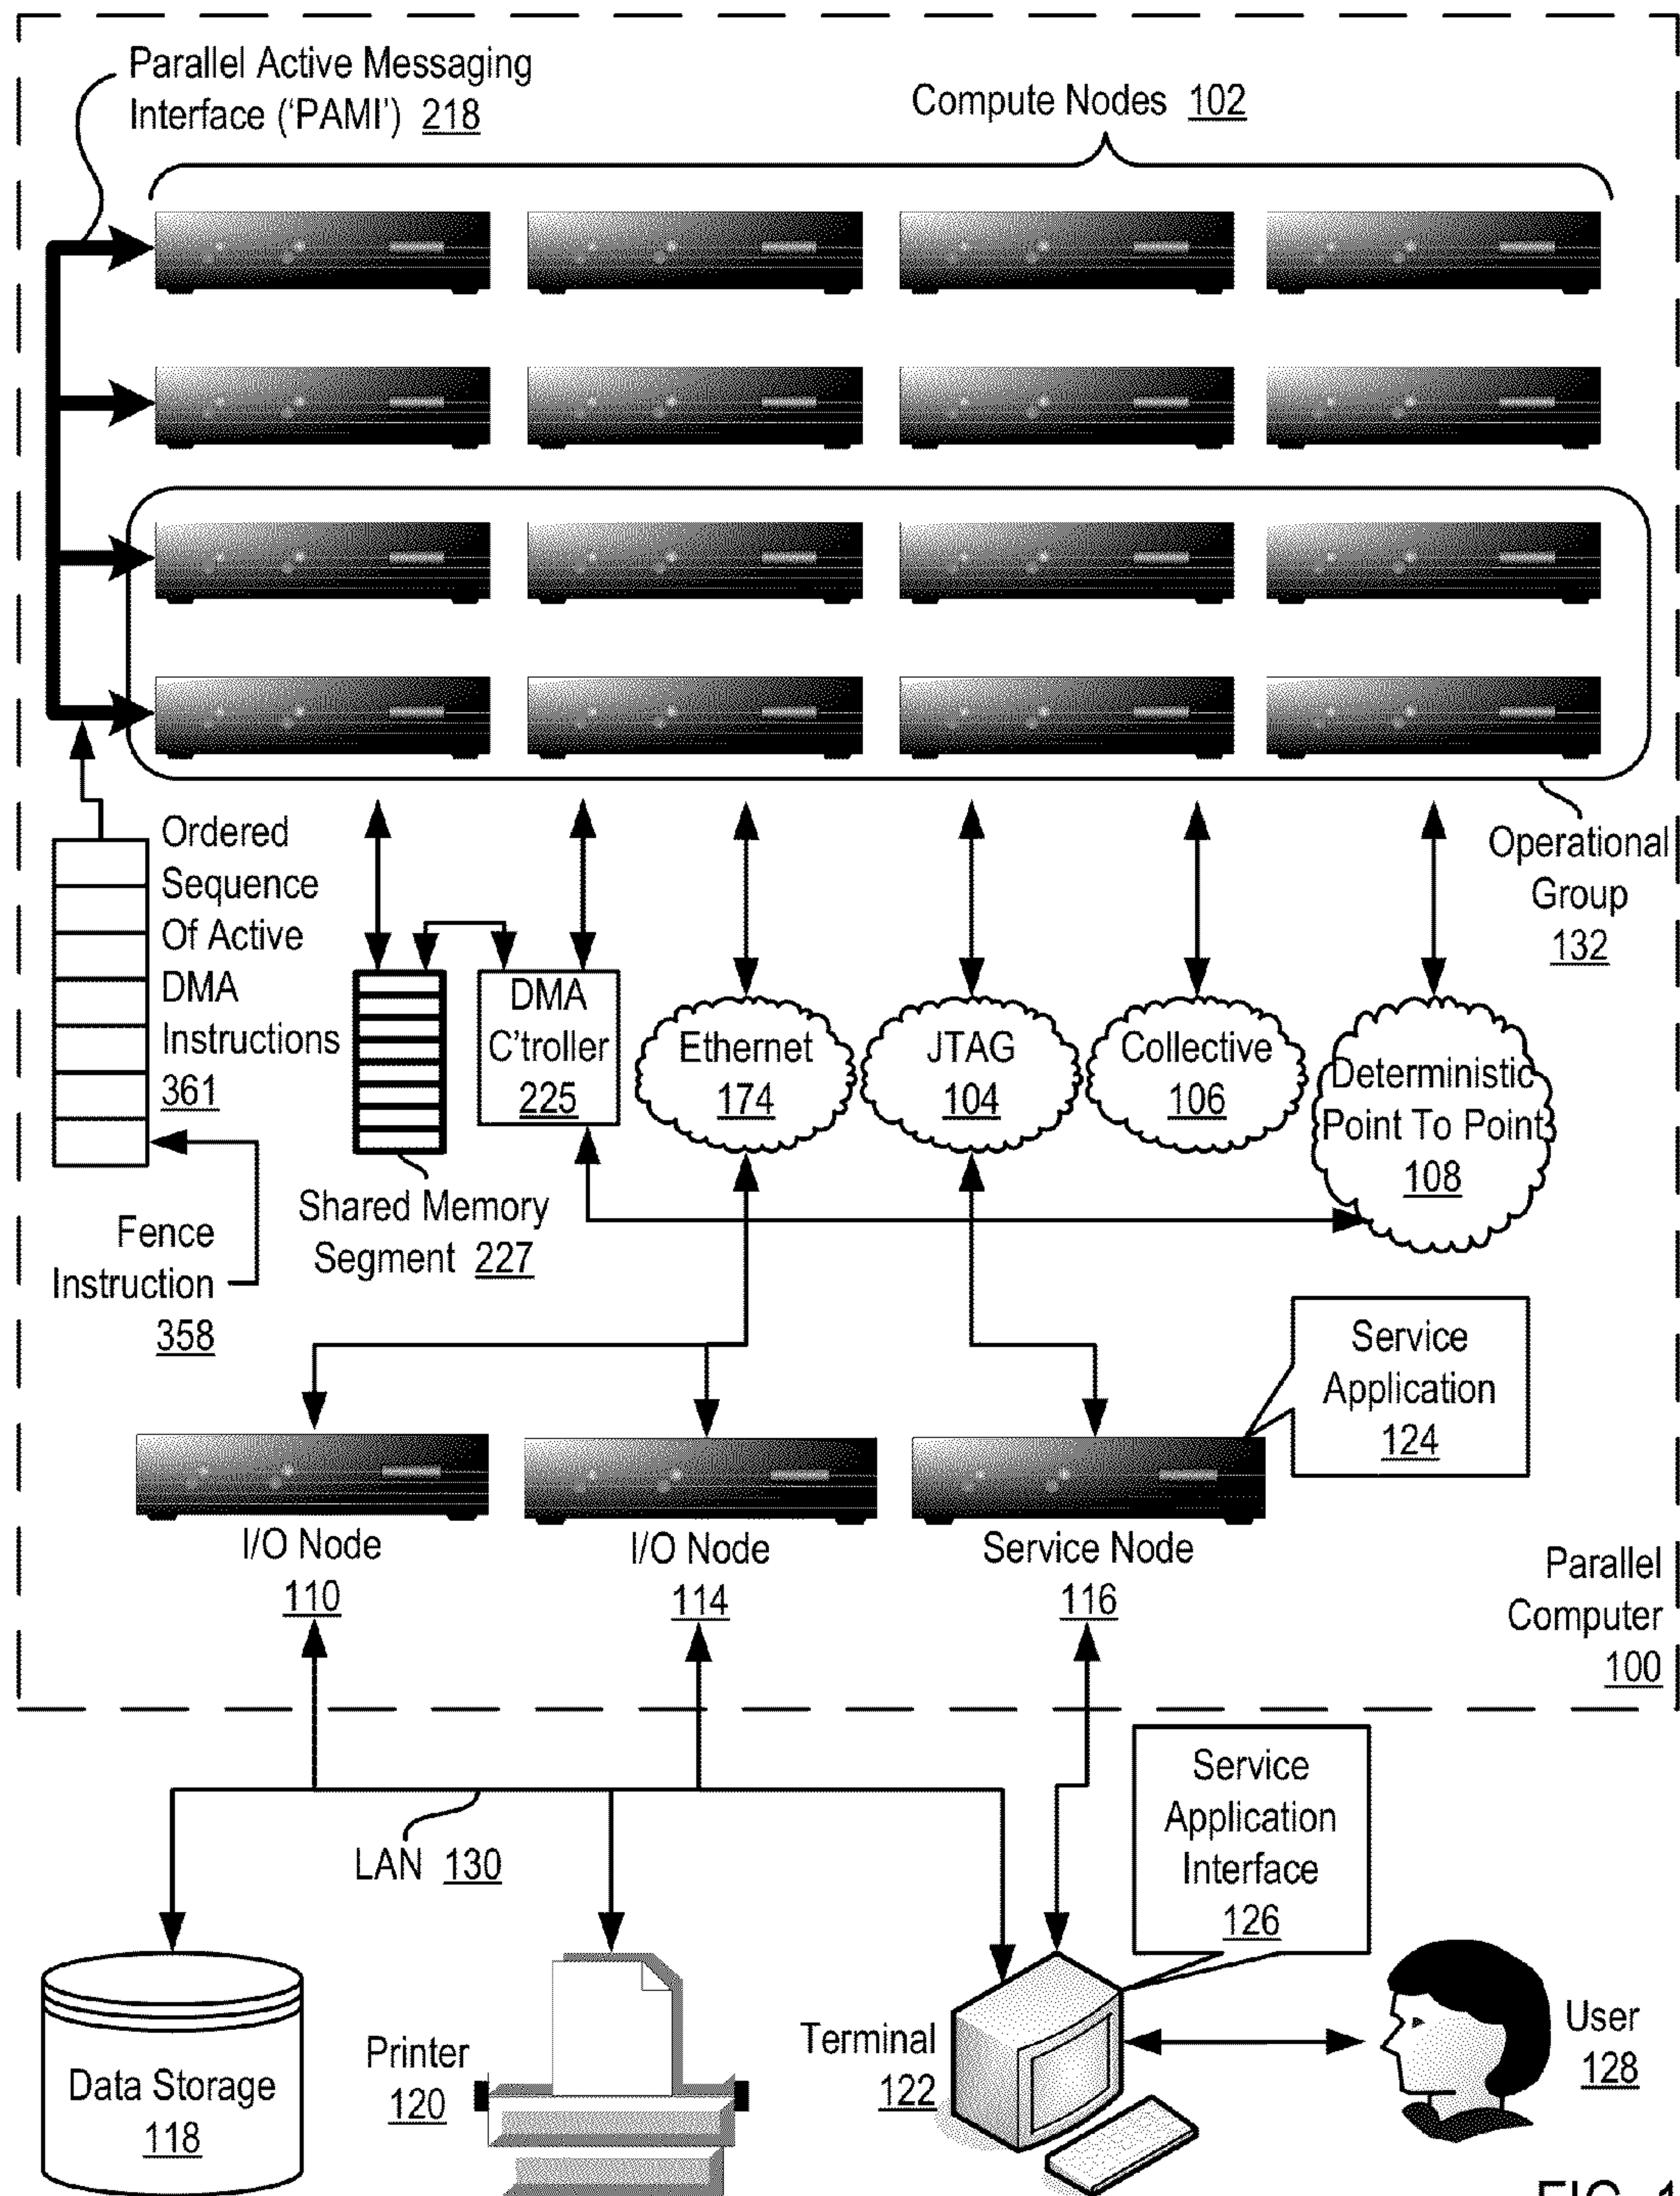 Parallel Active Messaging
Interface (‘PAMI’) 218
Compute Nodes 102
Ordered
Sequence
Of Active
DMA
Instructions
361
Operational
Group
132
DMA
C'troller
225
Ethernet
174
JTAG
104
Collective
106
Deterministic
Point To Point
108
Shared Memory
Segment 227
Fence
Instruction
358
Service
Application
124
I/O Node
110
I/O Node
114
Service Node
116
Parallel
Computer
100
LAN 130
Service
Application
Interface
126
Data Storage
118
Printer
120
Terminal
122
User
128
FIG. 1